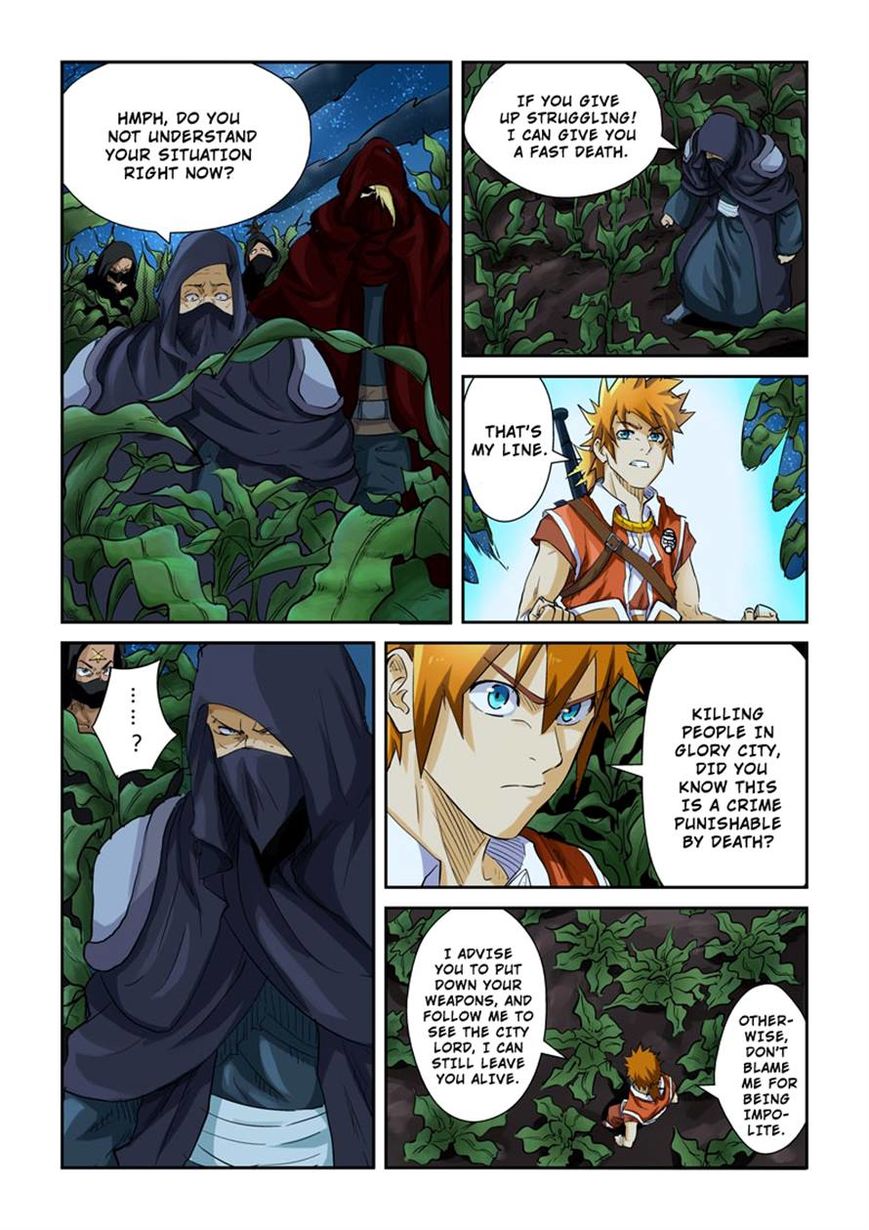 HMPH, DO YOU
NOT UNDERSTAND
YOUR SITUATION
RIGHT NOW?
IF YOU GIVE
UP STRUGGLING!
I CAN GIVE YOU
A FAST DEATH.
THAT'S
MY LINE.
......
?
KILLING
PEOPLE IN
GLORY CITY,
DID YOU
KNOW THIS
IS A CRIME
PUNISHABLE
BY DEATH?
I ADVISE
YOU TO PUT
DOWN YOUR
WEAPONS, AND
FOLLOW ME TO
SEE THE CITY
LORD, I CAN
STILL LEAVE
YOU ALIVE.
OTHER-
WISE,
DON'T
BLAME
ME FOR
BEING
IMPO-
LITE.